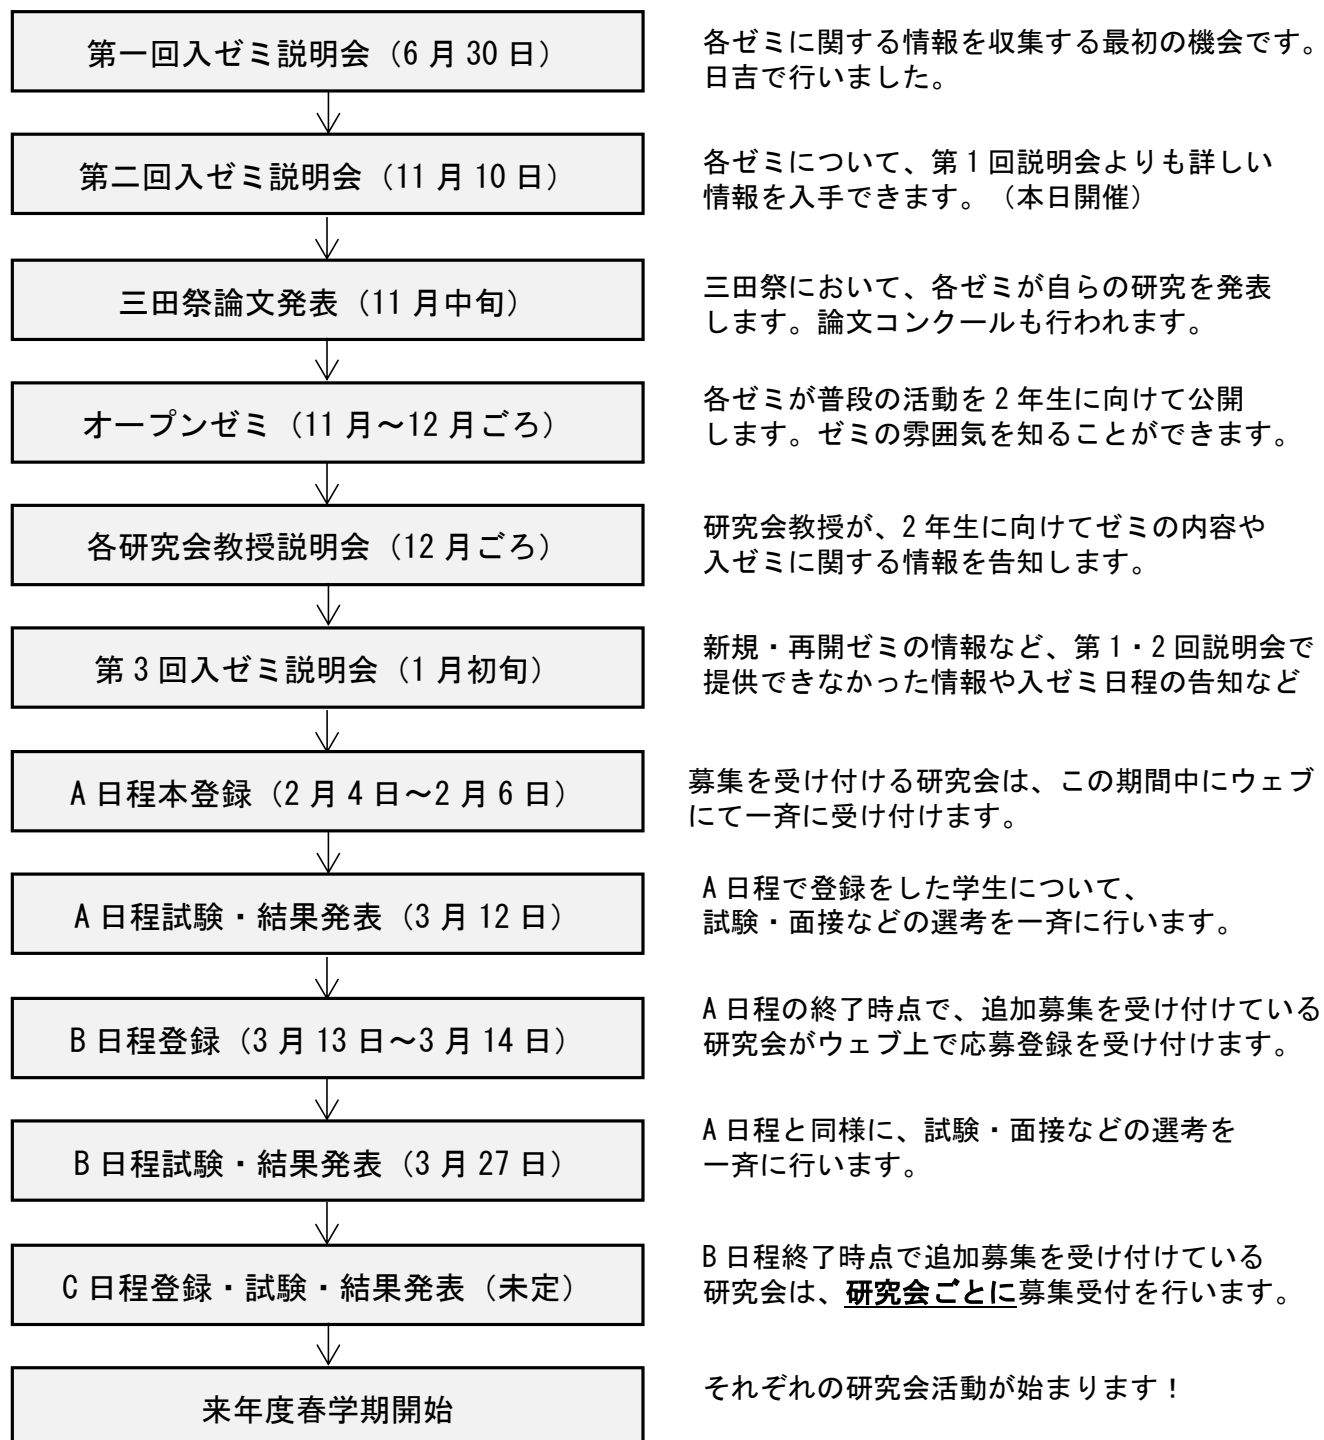 第一回入ゼミ説明会（6月30日）
各ゼミに関する情報を収集する最初の機会です。
日吉で行いました。
第二回入ゼミ説明会（11月10日）
各ゼミについて、第1回説明会よりも詳しい
情報を入手できます。（本日開催）
三田祭論文発表（11月中旬）
三田祭において、各ゼミが自らの研究を発表
します。論文コンクールも行われます。
オープンゼミ（11月～12月ごろ）
各ゼミが普段の活動を2年生に向けて公開
します。ゼミの雰囲気を知ることができます。
各研究会教授説明会（12月ごろ）
研究会教授が、2年生に向けてゼミの内容や
入ゼミに関する情報を告知します。
第3回入ゼミ説明会（1月初旬）
新規・再開ゼミの情報など、第1・2回説明会で
提供できなかった情報や入ゼミ日程の告知など
A日程本登録（2月4日～2月6日）
募集を受け付ける研究会は、この期間中にウェブ
にて一斉に受け付けます。
A日程試験・結果発表（3月12日）
A日程で登録をした学生について、
試験・面接などの選考を一斉に行います。
B日程登録（3月13日～3月14日）
A日程の終了時点で、追加募集を受け付けている
研究会がウェブ上で応募登録を受け付けます。
B日程試験・結果発表（3月27日）
A日程と同様に、試験・面接などの選考を
一斉に行います。
C日程登録・試験・結果発表（未定）
B日程終了時点で追加募集を受け付けている
研究会は、研究会ごとに募集受付を行います。
来年度春学期開始
それぞれの研究会活動が始まります！